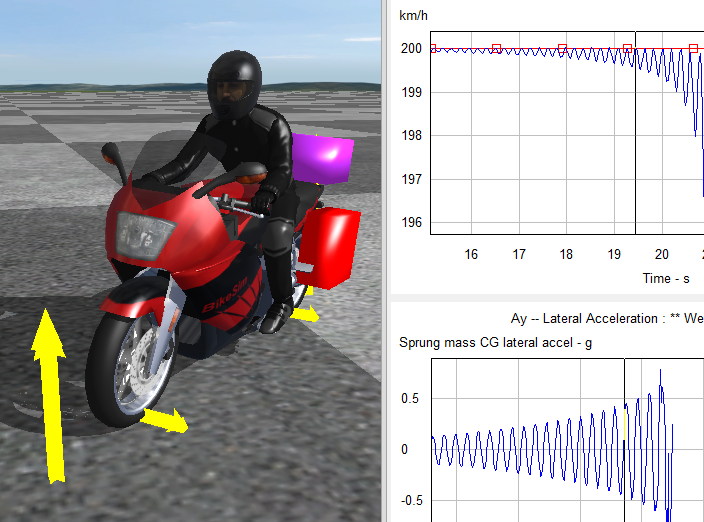 km/h
200
199
198
197
196
16
17
18
19
20
Time - s
Ay -- Lateral Acceleration : ** We
Sprung mass CG lateral accel - g
0.5
0
-0.5
BikeSim